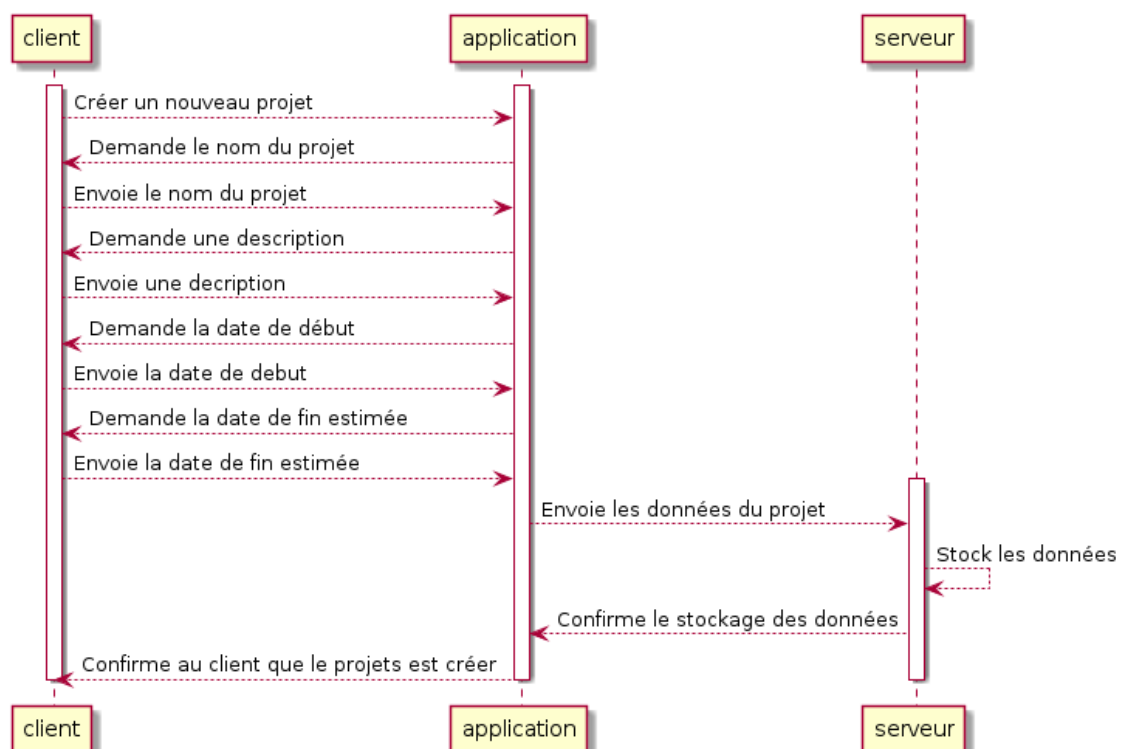 client
application
serveur
Créer un nouveau projet
Demande le nom du projet
Envoie le nom du projet
Demande une description
Envoie une decription
Demande la date de début
Envoie la date de debut
Demande la date de fin estimée
Envoie la date de fin estimée
Envoie les données du projet
Stock les données
Confirme le stockage des données
Confirme au client que le projets est créer
client
application
serveur